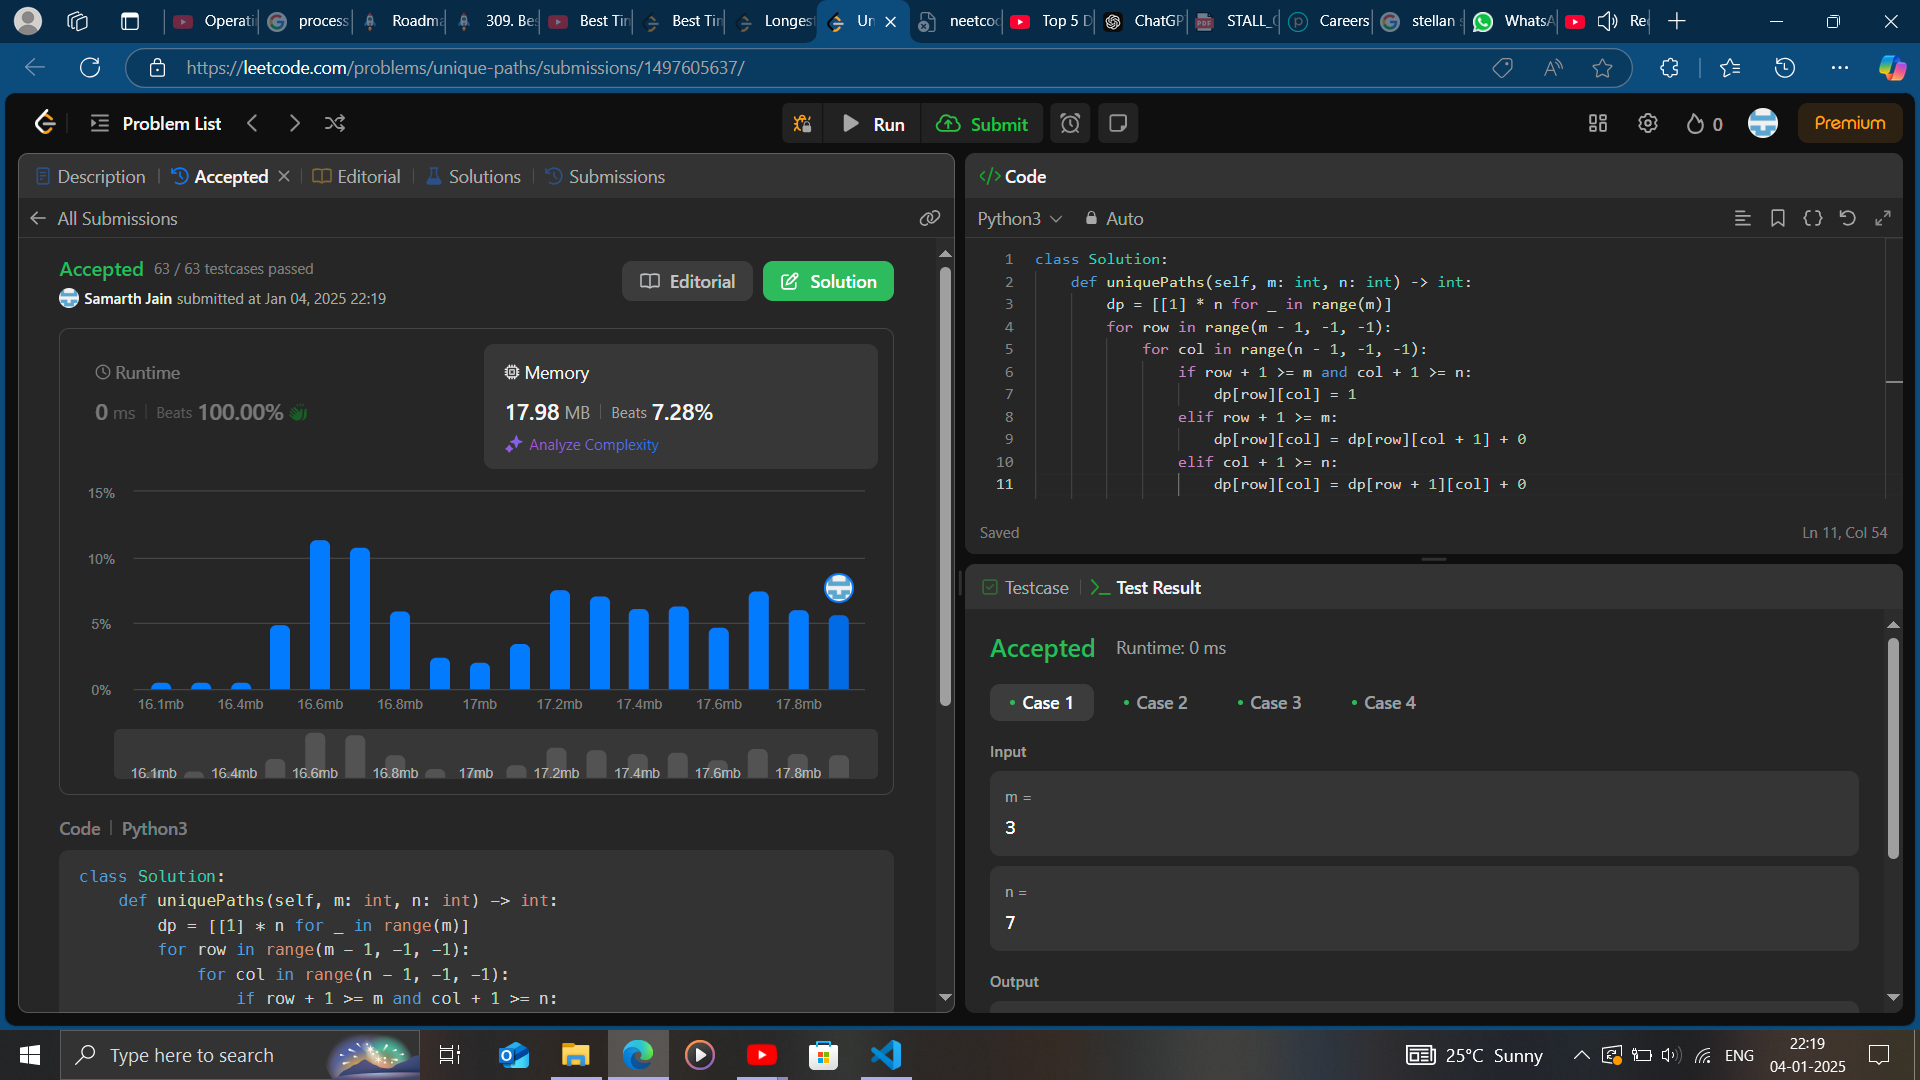 Operati
process
Roadma
309. Bes
Best Tim
Best Tim
Longest
Un
neetcod
Top 5 D
ChatGP
STALL_
Careers
stellan s
WhatsA
Re
https://leetcode.com/problems/unique-paths/submissions/1497605637/
Problem List
Run
Submit
0
Premium
Description
Accepted
Editorial
Solutions
Submissions
All Submissions
Accepted 63 / 63 testcases passed
Samarth Jain submitted at Jan 04, 2025 22:19
Editorial
Solution
Runtime
0 ms Beats 100.00%
Memory
17.98 MB Beats 7.28%
Analyze Complexity
15%
10%
5%
0%
16.1mb 16.4mb 16.6mb 16.8mb 17mb 17.2mb 17.4mb 17.6mb 17.8mb
16.1mb 16.4mb 16.6mb 16.8mb 17mb 17.2mb 17.4mb 17.6mb 17.8mb
Code Python3
class Solution:
def uniquePaths(self, m: int, n: int) -> int:
dp = [[1] * n for _ in range(m)]
for row in range(m - 1, -1, -1):
for col in range(n - 1, -1, -1):
if row + 1 >= m and col + 1 >= n:
</> Code
Python3
Auto
1 class Solution:
2 def uniquePaths(self, m: int, n: int) -> int:
3 dp = [[1] * n for _ in range(m)]
4 for row in range(m - 1, -1, -1):
5 for col in range(n - 1, -1, -1):
6 if row + 1 >= m and col + 1 >= n:
7 dp[row][col] = 1
8 elif row + 1 >= m:
9 dp[row][col] = dp[row][col + 1] + 0
10 elif col + 1 >= n:
11 dp[row][col] = dp[row + 1][col] + 0
Saved
Ln 11, Col 54
Testcase
Test Result
Accepted Runtime: 0 ms
Case 1
Case 2
Case 3
Case 4
Input
m =
3
n =
7
Output
Type here to search
25°C Sunny
ENG
22:19
04-01-2025